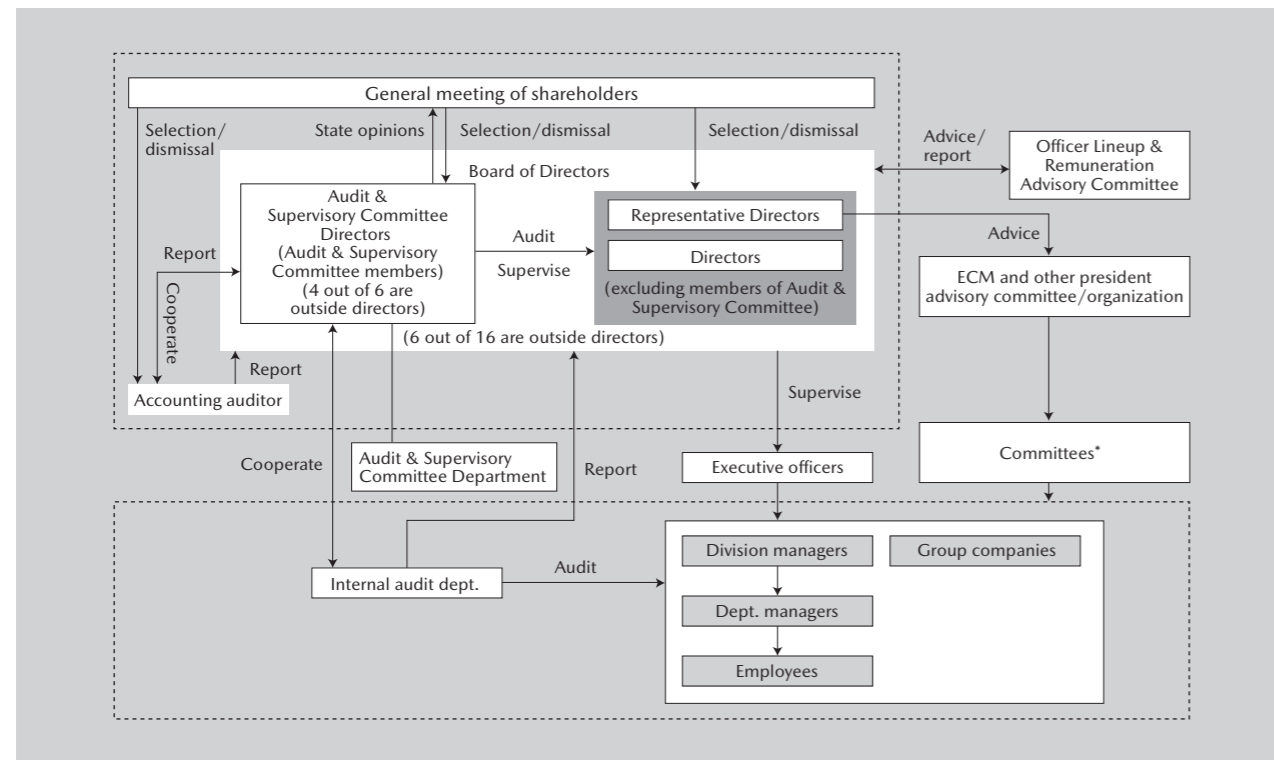 General meeting of shareholders
Selection/
dismissal
State opinions
Selection/dismissal
Selection/dismissal
Advice/
report
Officer Lineup &
Remuneration
Advisory Committee
Board of Directors
Audit &
Supervisory Committee
Directors
(Audit & Supervisory
Committee members)
(4 out of 6 are
outside directors)
Audit
Supervise
Representative Directors
Directors
(excluding members of Audit &
Supervisory Committee)
Advice
ECM and other president
advisory committee/organization
Report
Cooperate
(6 out of 16 are outside directors)
Report
Accounting auditor
Supervise
Cooperate
Audit & Supervisory
Committee Department
Report
Executive officers
Committees*
Internal audit dept.
Audit
Division managers
Group companies
Dept. managers
Employees